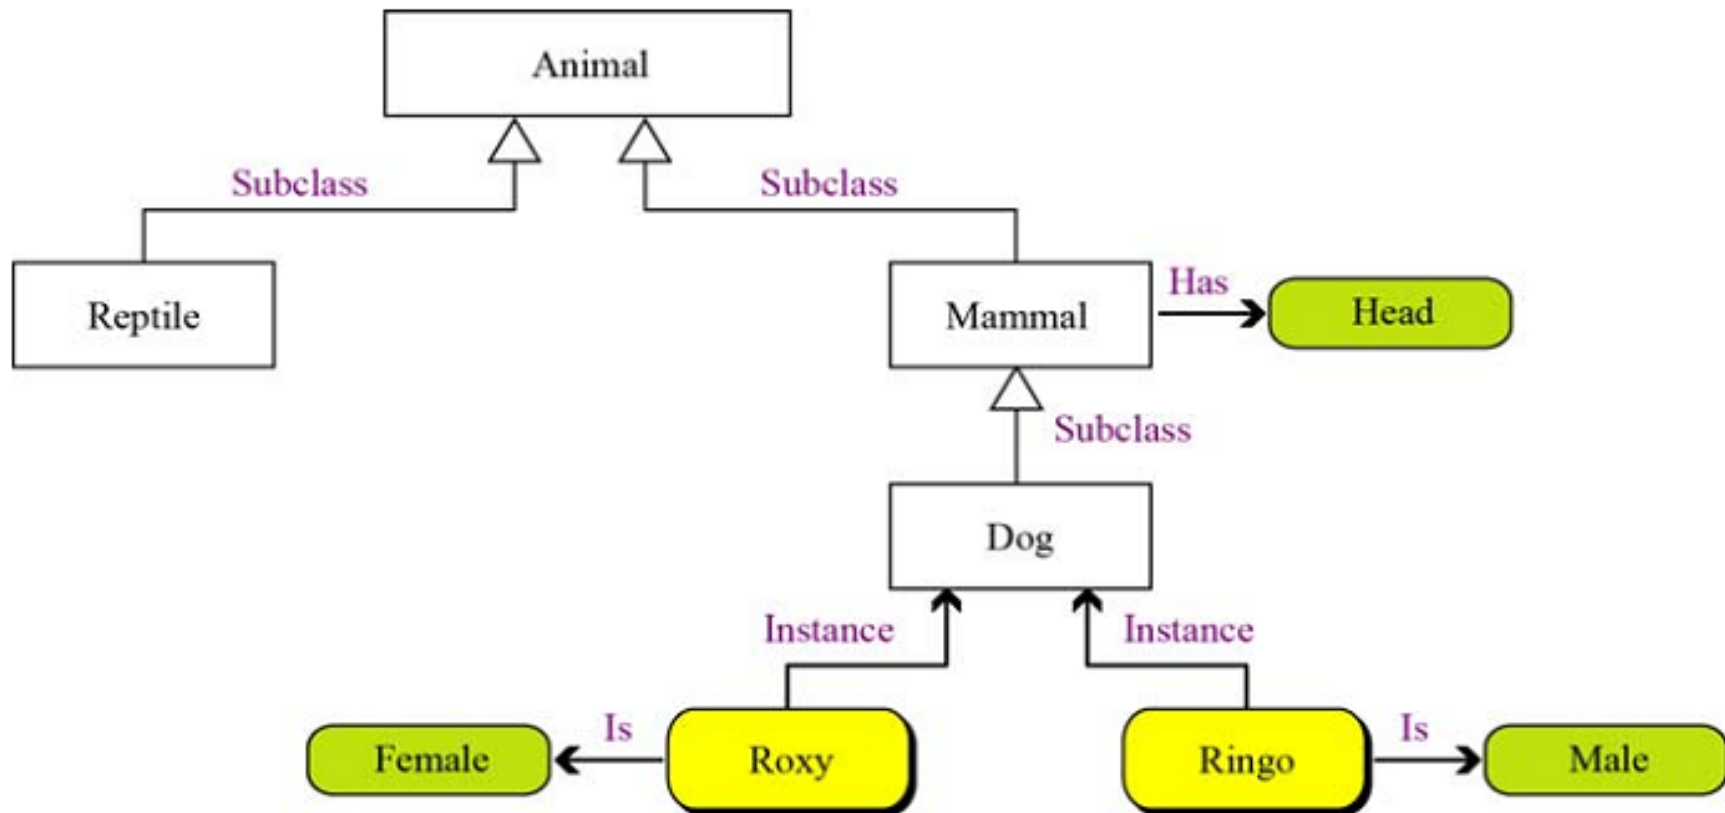 Animal
Subclass
Subclass
Reptile
Mammal
Has
Head
Subclass
Dog
Instance
Instance
Female
Is
Roxy
Ringo
Is
Male